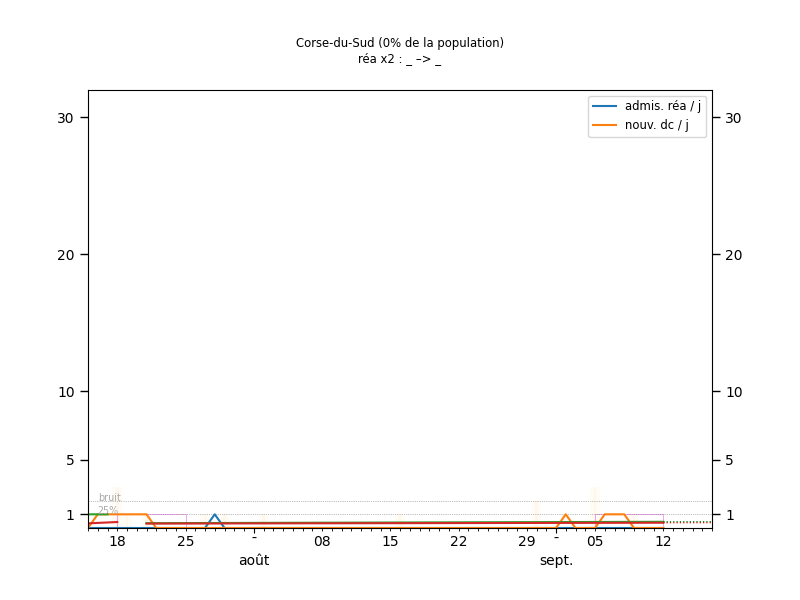 Corse-du-Sud (0% de la population)
réa x2 : _ –> _
admis. réa / j
nouv. dc / j
30 30
20 20
10 10
5 5
bruit
25%
1 1
18 25 - 08 15 22 29 - 05 12
août sept.